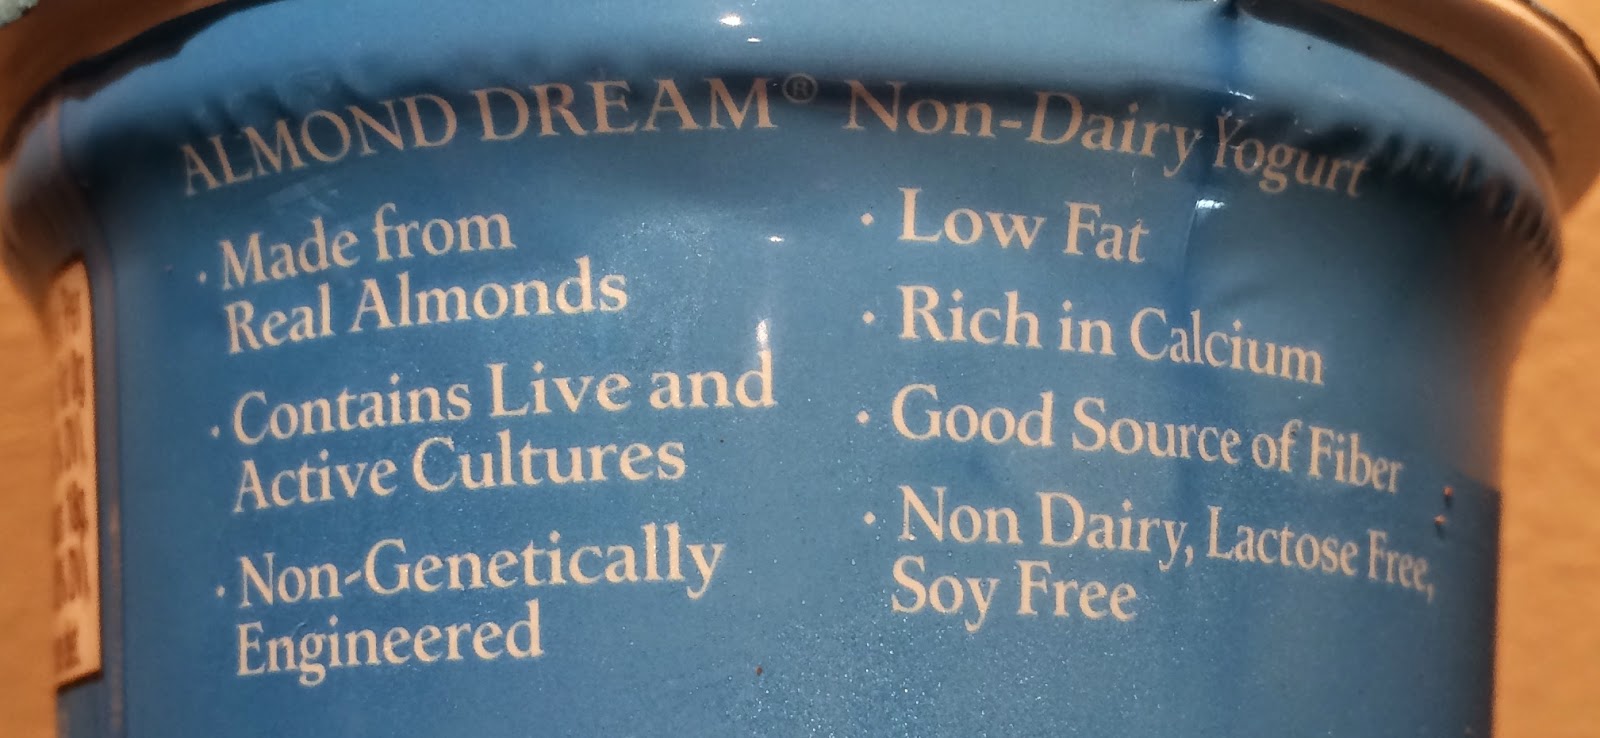 ALMOND DREAM® Non-Dairy Yogurt
· Made from
Real Almonds
· Contains Live and
Active Cultures
· Non-Genetically
Engineered
· Low Fat
· Rich in Calcium
· Good Source of Fiber
· Non Dairy, Lactose Free,
Soy Free